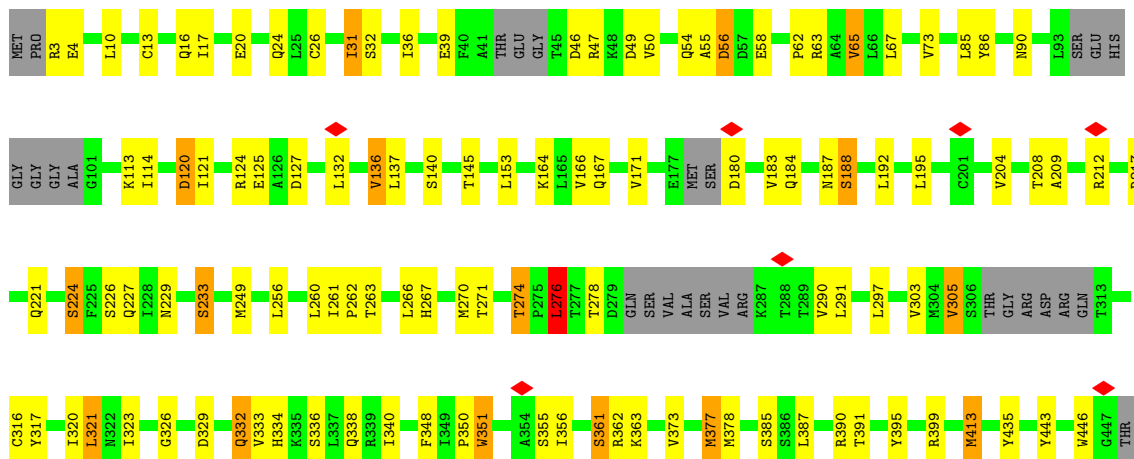 MET PRO R3 E4 L10 C13 Q16 I17 E20 Q24 L25 C26 I31 S32 I36 E39 F40 A41 THR GLU GLY T45 D46 R47 K48 D49 V50 Q54 A55 D56 D57 E58 P62 R63 A64 V65 L66 L67 V73 L85 Y86 N90 L93 SER GLU HIS
GLY GLY GLY ALA G101 K113 I114 D120 I121 R124 E125 A126 D127 L132 V136 L137 S140 T145 L153 K164 L165 V166 Q167 V171 E177 MET SER D180 V183 Q184 N187 S188 L192 L195 C201 V204 T208 A209 R212
Q221 S224 F225 S226 Q227 I228 N229 S233 M249 L256 L260 I261 P262 T263 L266 H267 M270 T271 T274 P275 L276 T277 T278 D279 GLN SER VAL ALA SER VAL ARG K287 T288 T289 V290 L291 L297 V303 M304 V305 S306 THR GLY ARG ASP ARG GLN T313
C316 Y317 I320 L321 N322 I323 G326 D329 Q332 V333 H334 K335 S336 L337 Q338 R339 I340 F348 I349 P350 W351 A354 S355 I356 S361 R362 K363 V373 M377 M378 S385 S386 L387 R390 T391 Y395 R399 M413 Y435 Y443 W446 G447 THR